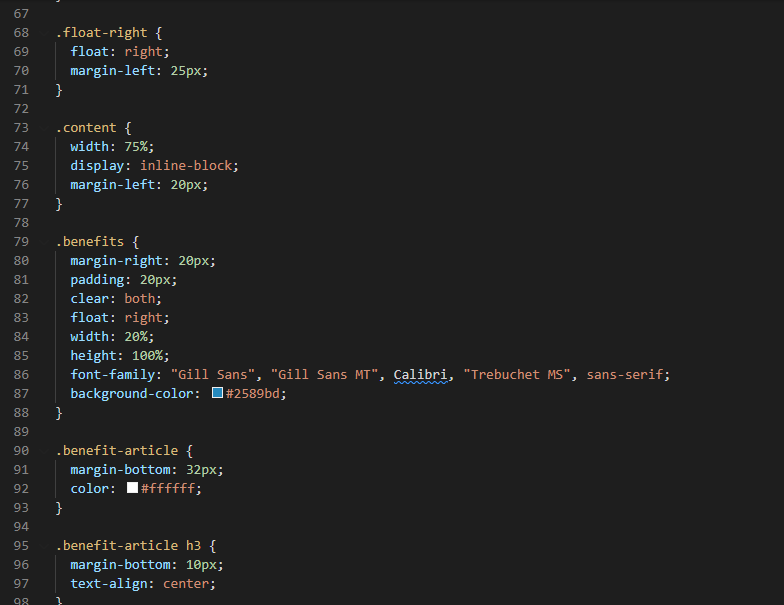 67
68 .float-right {
69 float: right;
70 margin-left: 25px;
71 }
72
73 .content {
74 width: 75%;
75 display: inline-block;
76 margin-left: 20px;
77 }
78
79 .benefits {
80 margin-right: 20px;
81 padding: 20px;
82 clear: both;
83 float: right;
84 width: 20%;
85 height: 100%;
86 font-family: "Gill Sans", "Gill Sans MT", Calibri, "Trebuchet MS", sans-serif;
87 background-color: #2589bd;
88 }
89
90 .benefit-article {
91 margin-bottom: 32px;
92 color: #ffffff;
93 }
94
95 .benefit-article h3 {
96 margin-bottom: 10px;
97 text-align: center;
98 }